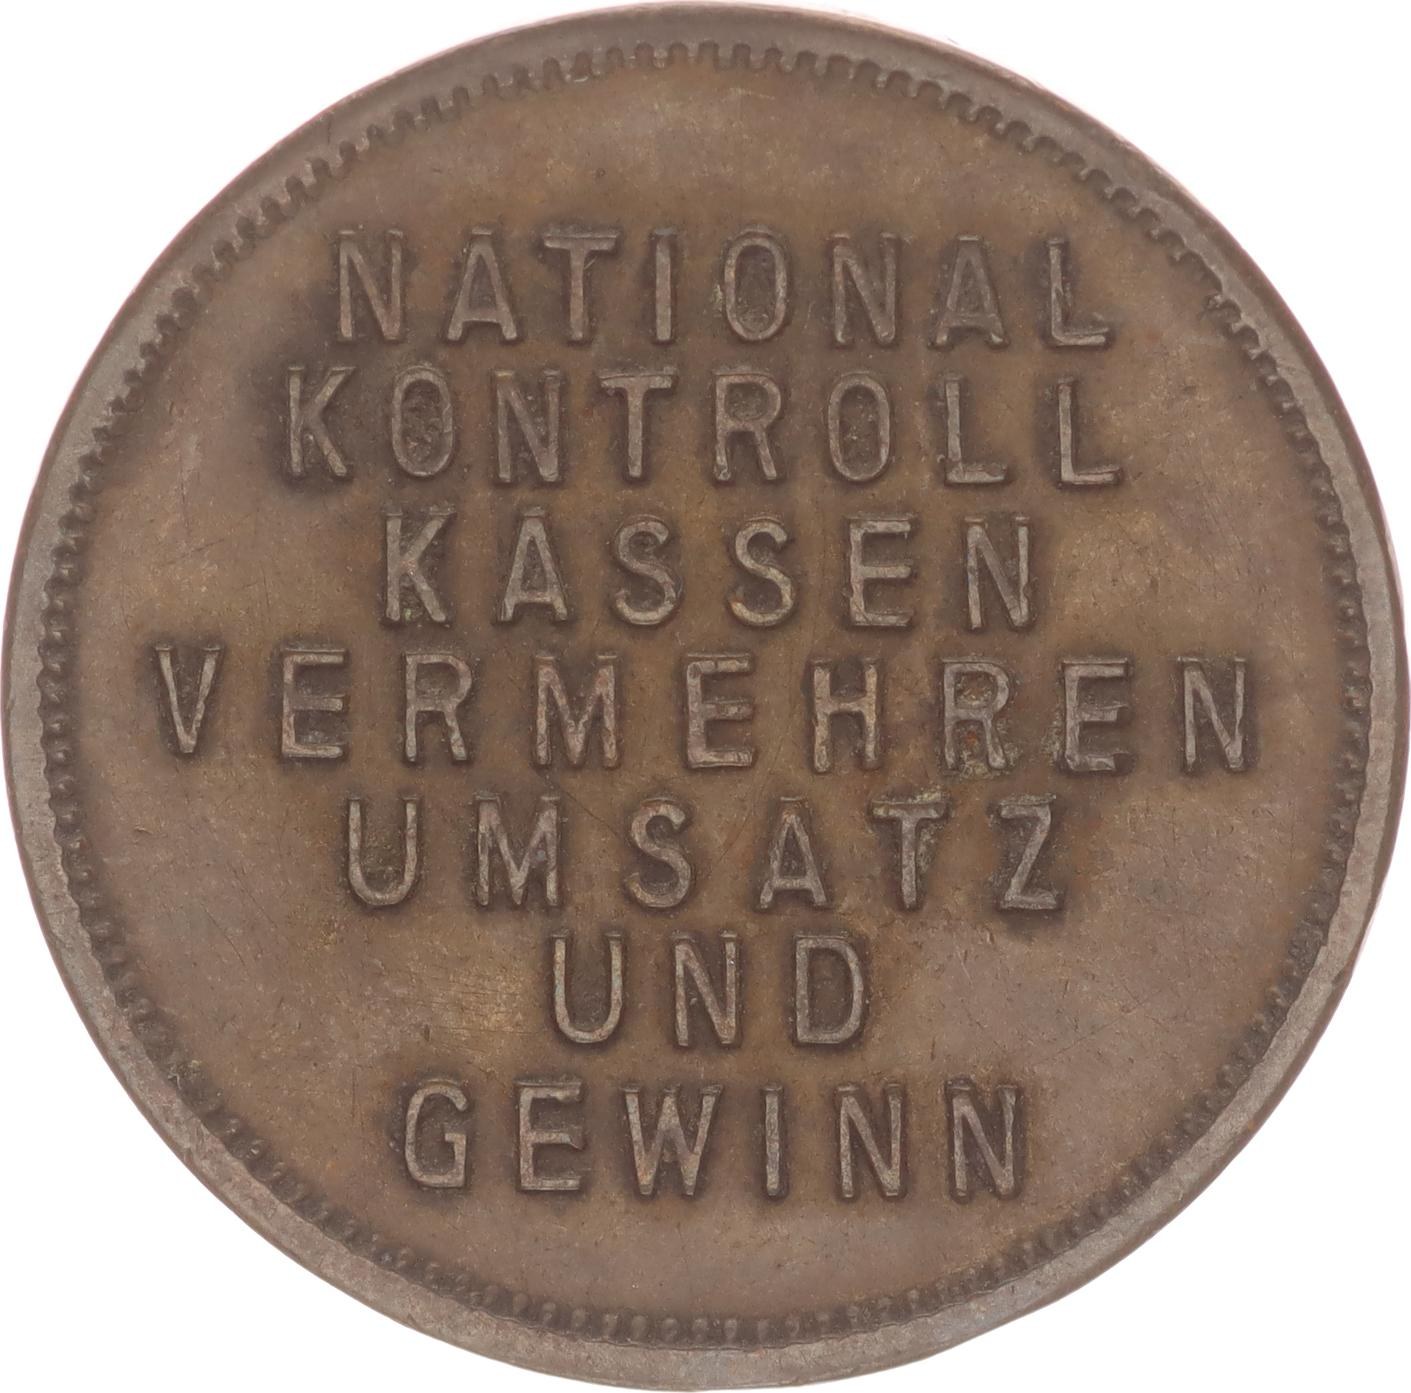 NATIONAL
KONTROLL
KASSEN
VERMEHREN
UMSATZ
UND
GEWINN